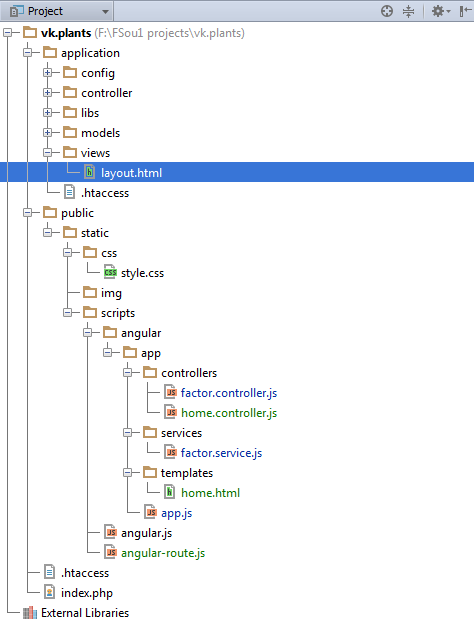 Project
vk.plants (F:\FSou1 projects\vk.plants)
application
config
controller
libs
models
views
layout.html
.htaccess
public
static
css
style.css
img
scripts
angular
app
controllers
factor.controller.js
home.controller.js
services
factor.service.js
templates
home.html
app.js
angular.js
angular-route.js
.htaccess
index.php
External Libraries